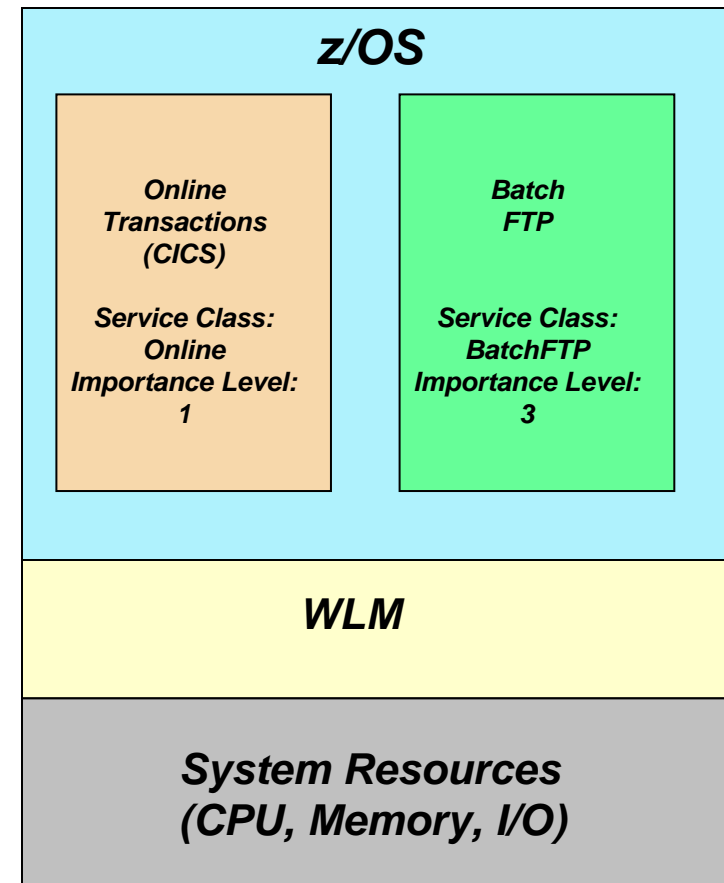 z/OS
Online
Transactions
(CICS)
Service Class:
Online
Importance Level:
1
Batch
FTP
Service Class:
BatchFTP
Importance Level:
3
WLM
System Resources
(CPU, Memory, I/O)